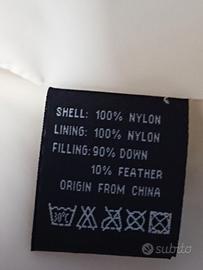 SHELL: 100% NYLON
LINING: 100% NYLON
FILLING: 90% DOWN
10% FEATHER
ORIGIN FROM CHINA
30°C
subito